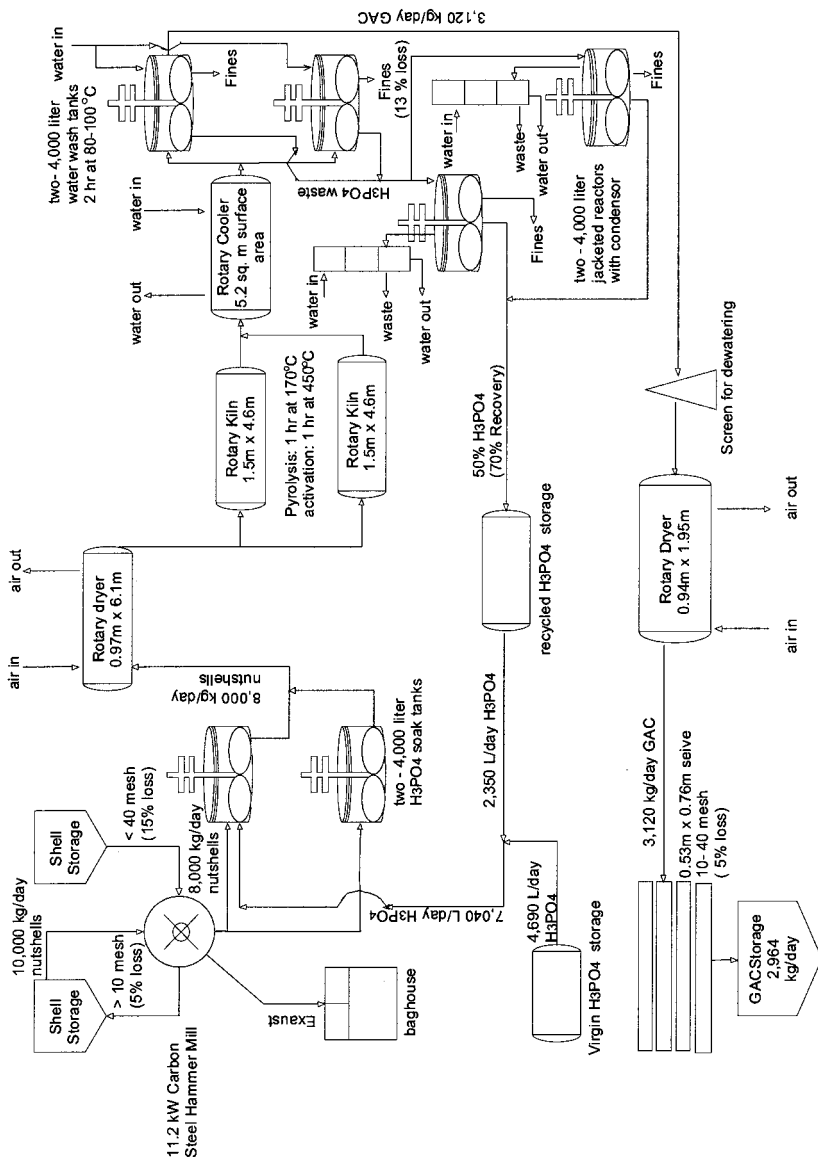 3,120 kg/day GAC
two- 4,000 liter
water wash tanks
2 hr at 80-100°C
water in
water in
Fines
Fines
(13 % loss)
water out
water in
Rotary Cooler
5.2 sq. m surface
area
H3PO4 waste
water in
waste
water out
Fines
water in
waste
water out
Fines
two - 4,000 liter
jacketed reactors
with condensor
Rotary Kiln
1.5m x 4.6m
Pyrolysis: 1 hr at 170°C
activation: 1 hr at 450°C
Rotary Kiln
1.5m x 4.6m
air in
air out
Rotary dryer
0.97m x 6.1m
8,000 kg/day
nutshells
50% H3PO4
(70% Recovery)
Screen for dewatering
recycled H3PO4 storage
Rotary Dryer
0.94m x 1.95m
air in
air out
10,000 kg/day
nutshells
Shell
Storage
> 10 mesh
(5% loss)
< 40 mesh
(15% loss)
Shell
Storage
11.2 kW Carbon
Steel Hammer Mill
Exaust
baghouse
8,000 kg/day
nutshells
two - 4,000 liter
H3PO4 soak tanks
7,040 L/day H3PO4
2,350 L/day H3PO4
4,690 L/day
H3PO4
Virgin H3PO4 storage
3,120 kg/day GAC
0.53m x 0.76m seive
10- 40 mesh
( 5% loss)
GACStorage
2,964
kg/day